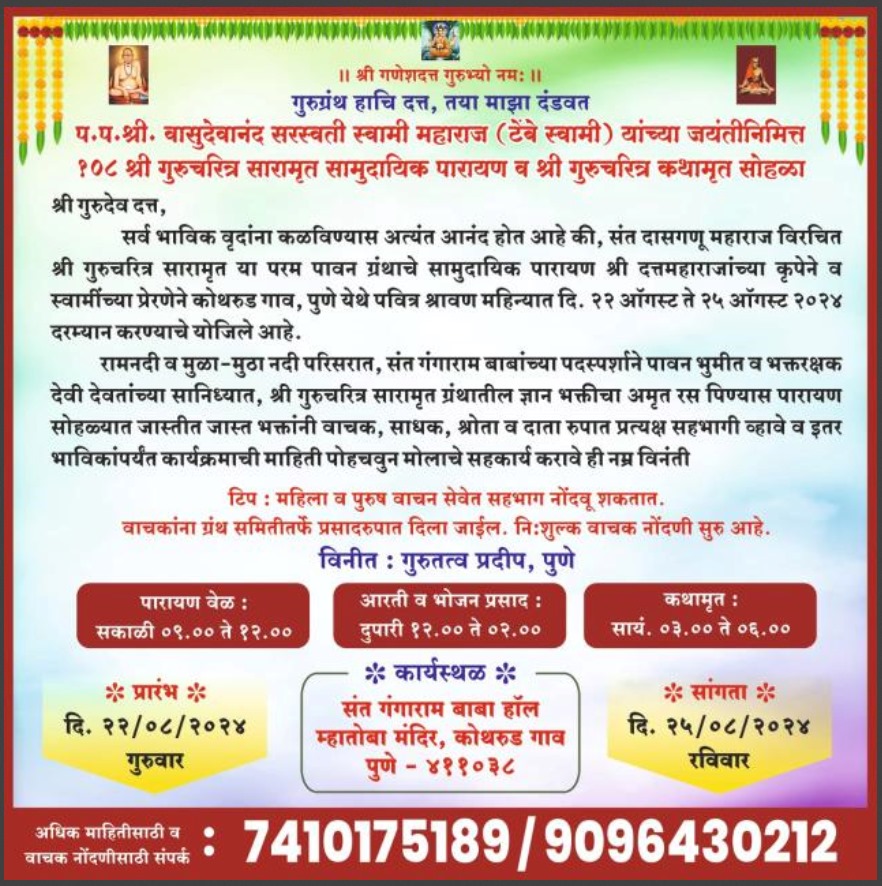 ॥ श्री गणेशदत्त गुरुभ्यो नमः ॥
गुरुग्रंथ हाचि दत्त, तया माझा दंडवत
प.प.श्री. वासुदेवानंद सरस्वती स्वामी महाराज (टेंबे स्वामी) यांच्या जयंतीनिमित्त
१०८ श्री गुरुचरित्र सारामृत सामुदायिक पारायण व श्री गुरुचरित्र कथामृत सोहळा
श्री गुरुदेव दत्त,
सर्व भाविक वृदांना कळविण्यास अत्यंत आनंद होत आहे की, संत दासगणू महाराज विरचित
श्री गुरुचरित्र सारामृत या परम पावन ग्रंथाचे सामुदायिक पारायण श्री दत्तमहाराजांच्या कृपेने व
स्वामींच्या प्रेरणेने कोथरुड गाव, पुणे येथे पवित्र श्रावण महिन्यात दि. २२ ऑगस्ट ते २५ ऑगस्ट २०२४
दरम्यान करण्याचे योजिले आहे.
रामनदी व मुळा-मुठा नदी परिसरात, संत गंगाराम बाबांच्या पदस्पर्शाने पावन भुमीत व भक्तरक्षक
देवी देवतांच्या सानिध्यात, श्री गुरुचरित्र सारामृत ग्रंथातील ज्ञान भक्तीचा अमृत रस पिण्यास पारायण
सोहळ्यात जास्तीत जास्त भक्तांनी वाचक, साधक, श्रोता व दाता रुपात प्रत्यक्ष सहभागी व्हावे व इतर
भाविकांपर्यंत कार्यक्रमाची माहिती पोहचवुन मोलाचे सहकार्य करावे ही नम्र विनंती
टिप : महिला व पुरुष वाचन सेवेत सहभाग नोंदवू शकतात.
वाचकांना ग्रंथ समितीतर्फे प्रसादरुपात दिला जाईल. नि:शुल्क वाचक नोंदणी सुरु आहे.
विनीत : गुरुतत्व प्रदीप, पुणे
पारायण वेळ :
सकाळी ०९.०० ते १२.००
आरती व भोजन प्रसाद :
दुपारी १२.०० ते ०२.००
कथामृत :
सायं. ०३.०० ते ०६.००
प्रारंभ
दि. २२/०८/२०२४
गुरुवार
कार्यस्थळ
संत गंगाराम बाबा हॉल
म्हातोबा मंदिर, कोथरुड गाव
पुणे - ४११०३८
सांगता
दि. २५/०८/२०२४
रविवार
अधिक माहितीसाठी व
वाचक नोंदणीसाठी संपर्क : 7410175189/9096430212